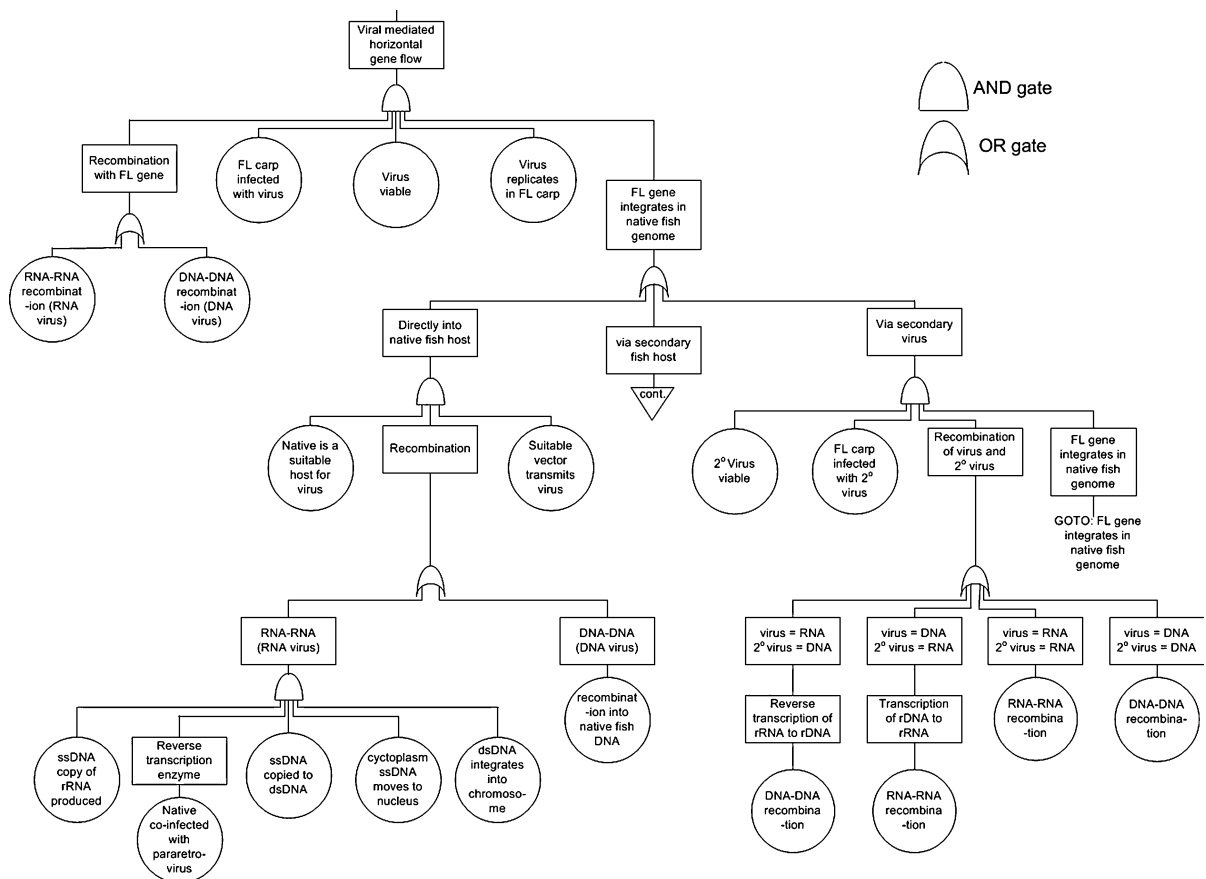 Viral mediated
horizontal
gene flow
AND gate
OR gate
Recombination
with FL gene
FL carp
infected
with virus
Virus
viable
Virus
replicates
in FL carp
FL gene
integrates in
native fish
genome
RNA-RNA
recombinat
-ion (RNA
virus)
DNA-DNA
recombinat
-ion (DNA
virus)
Directly into
native fish host
via secondary
fish host
cont.
Via secondary
virus
Native is a
suitable
host for
virus
Recombination
Suitable
vector
transmits
virus
2° Virus
viable
FL carp
infected
with 2°
virus
Recombination
of virus and
2° virus
FL gene
integrates in
native fish
genome
GOTO: FL gene
integrates in
native fish
genome
RNA-RNA
(RNA virus)
DNA-DNA
(DNA virus)
virus = RNA
2° virus = DNA
virus = DNA
2° virus = RNA
virus = RNA
2° virus = RNA
virus = DNA
2° virus = DNA
recombinat
-ion into
native fish
DNA
Reverse
transcription of
rRNA to rDNA
Transcription
of rDNA to
rRNA
RNA-RNA
recombina
-tion
DNA-DNA
recombina-
tion
ssDNA
copy of
rRNA
produced
Reverse
transcription
enzyme
ssDNA
copied to
dsDNA
cyctoplasm
ssDNA
moves to
nucleus
dsDNA
integrates
into
chromoso-
me
Native
co-infected
with
pararetro-
virus
DNA-DNA
recombina
-tion
RNA-RNA
recombina
-tion